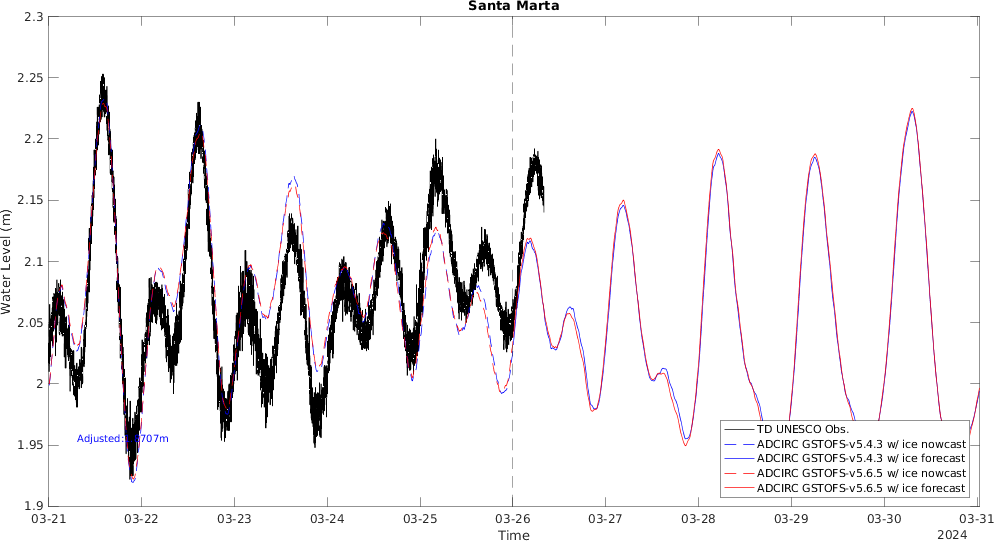 Santa Marta
2.3
2.25
2.2
2.15
2.1
2.05
2
1.95
1.9
Water Level (m)
Adjusted: 707m
TD UNESCO Obs.
ADCIRC GSTOFS-v5.4.3 w/ ice nowcast
ADCIRC GSTOFS-v5.4.3 w/ ice forecast
ADCIRC GSTOFS-v5.6.5 w/ ice nowcast
ADCIRC GSTOFS-v5.6.5 w/ ice forecast
03-21 03-22 03-23 03-24 03-25 03-26 03-27 03-28 03-29 03-30 03-31
Time
2024